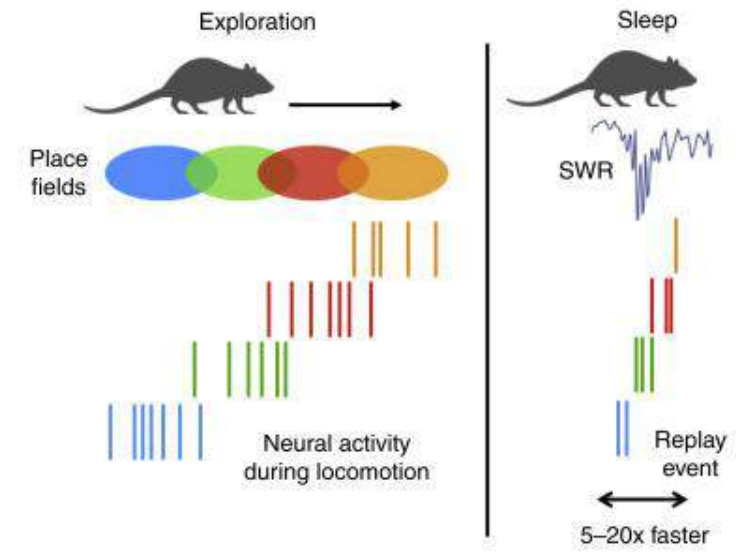 Exploration
Sleep
Place
fields
SWR
Neural activity
during locomotion
Replay
event
5–20x faster